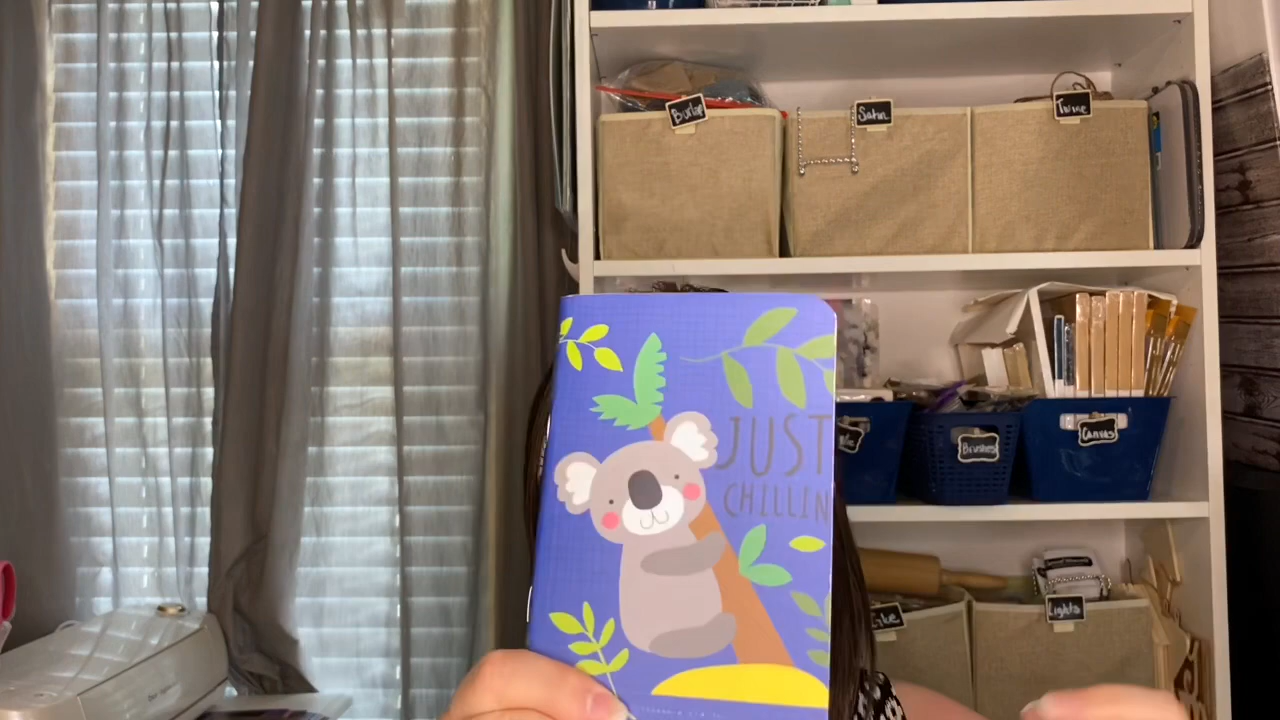 Burlap
Satin
Twine
JUST
CHILLIN
Brushes
Canvas
Lights